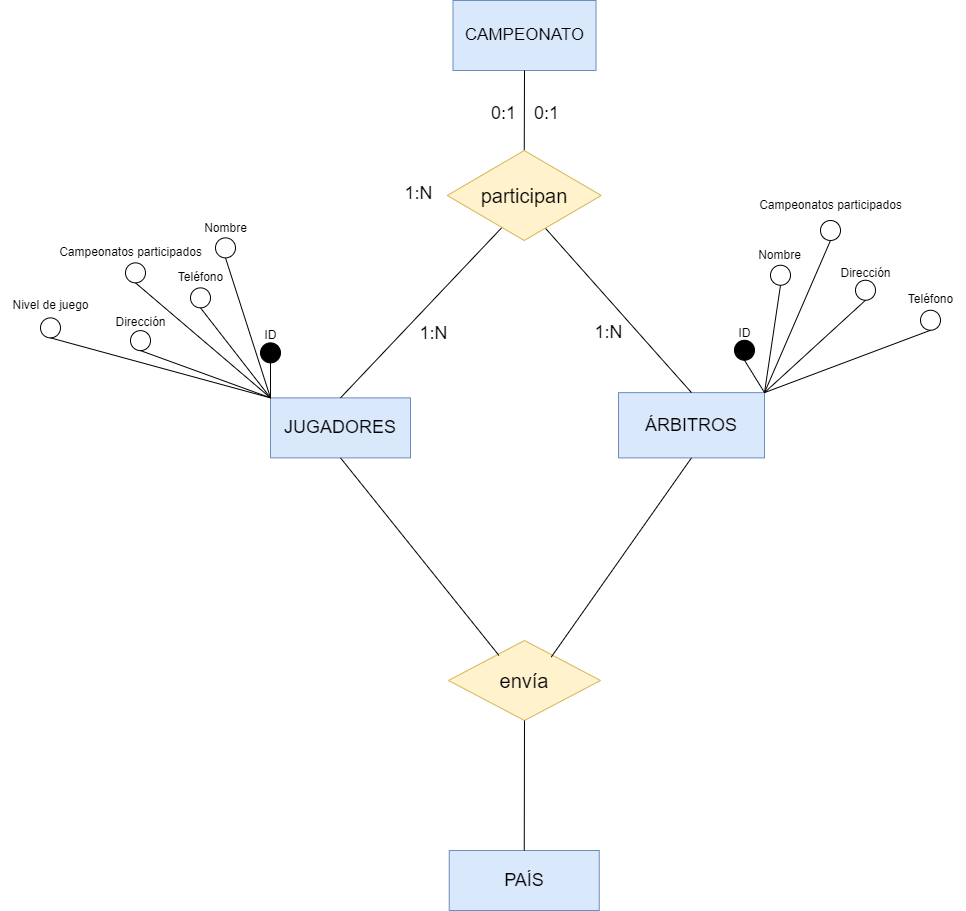 CAMPEONATO
0:1
0:1
participan
1:N
Campeonatos participados
Nombre
Nombre
Campeonatos participados
Dirección
Teléfono
Teléfono
Nivel de juego
Dirección
ID
1:N
1:N
ID
JUGADORES
ÁRBITROS
envía
PAÍS